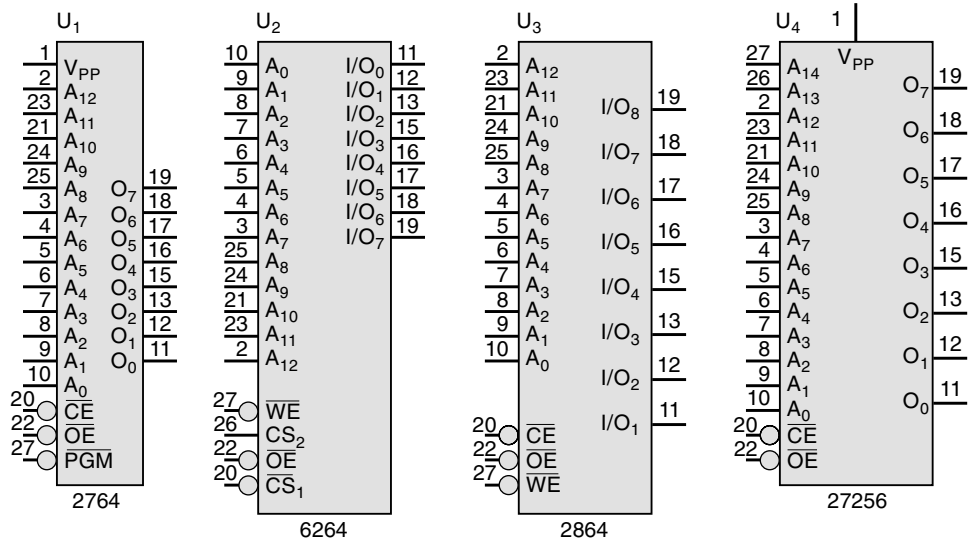 U1
1 VPP
2 A12
23 A11
21 A10
24 A9
25 A8
3 A7
4 A6
5 A5
6 A4
7 A3
8 A2
9 A1
10 A0
20 CE
22 OE
27 PGM
O7 19
O6 18
O5 17
O4 16
O3 15
O2 13
O1 12
O0 11
2764
U2
10 A0
9 A1
8 A2
7 A3
6 A4
5 A5
4 A6
3 A7
25 A8
24 A9
21 A10
23 A11
2 A12
27 WE
26 CS2
22 OE
20 CS1
I/O0 11
I/O1 12
I/O2 13
I/O3 15
I/O4 16
I/O5 17
I/O6 18
I/O7 19
6264
U3
2 A12
23 A11
21 A10
24 A9
25 A8
3 A7
4 A6
5 A5
6 A4
7 A3
8 A2
9 A1
10 A0
20 CE
22 OE
27 WE
I/O8 19
I/O7 18
I/O6 17
I/O5 16
I/O4 15
I/O3 13
I/O2 12
I/O1 11
2864
U4
1
VPP
27 A14
26 A13
2 A12
23 A11
21 A10
24 A9
25 A8
3 A7
4 A6
5 A5
6 A4
7 A3
8 A2
9 A1
10 A0
20 CE
22 OE
O7 19
O6 18
O5 17
O4 16
O3 15
O2 13
O1 12
O0 11
27256